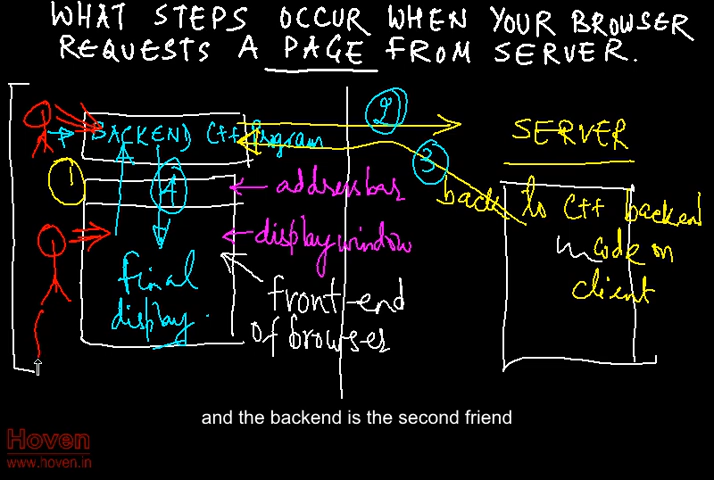 WHAT STEPS OCCUR WHEN YOUR BROWSER
REQUESTS A PAGE FROM SERVER.
BACKEND C++ Program
2
SERVER
1
4
addressbar
3
back to C++ backend
code on
client
display window
final
display.
front-end
of browser
and the backend is the second friend
Hoven
www.hoven.in